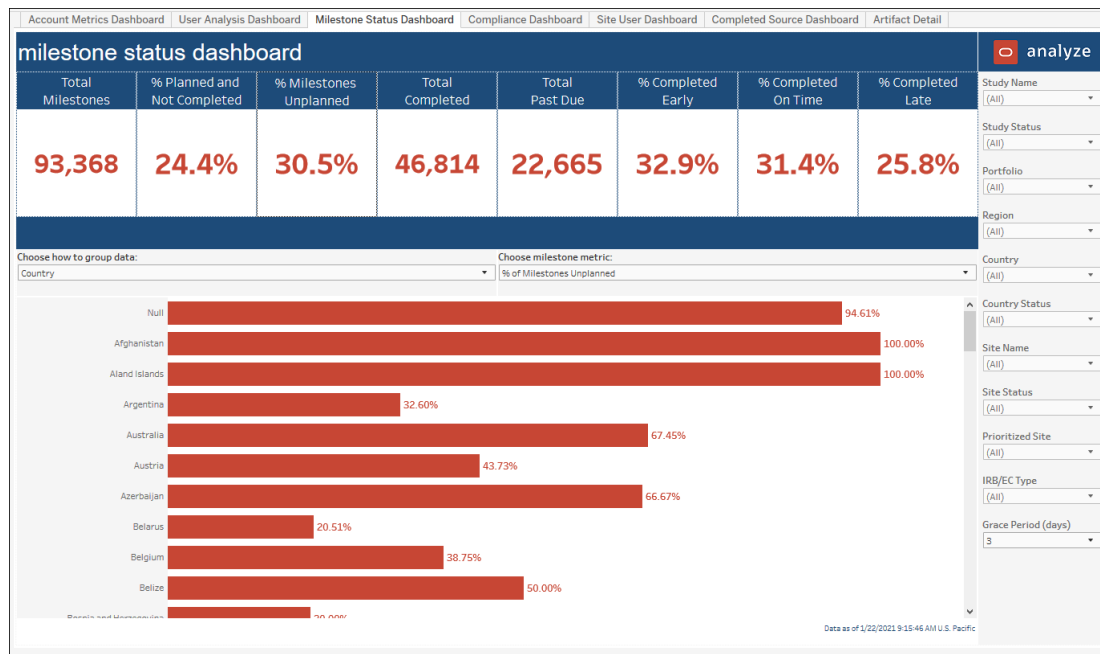 Account Metrics Dashboard User Analysis Dashboard Milestone Status Dashboard Compliance Dashboard Site User Dashboard Completed Source Dashboard Artifact Detail
milestone status dashboard
analyze
Total Milestones
% Planned and Not Completed
% Milestones Unplanned
Total Completed
Total Past Due
% Completed Early
% Completed On Time
% Completed Late
93,368 24.4% 30.5% 46,814 22,665 32.9% 31.4% 25.8%
Choose how to group data:
Country
Choose milestone metric:
% of Milestones Unplanned
Null 94.61%
Afghanistan 100.00%
Aland Islands 100.00%
Argentina 32.60%
Australia 67.45%
Austria 43.73%
Azerbaijan 66.67%
Belarus 20.51%
Belgium 38.75%
Belize 50.00%
Bosnia and Herzegovina 20.00%
Data as of 1/22/2021 9:15:46 AM U.S. Pacific
Study Name
(All)
Study Status
(All)
Portfolio
(All)
Region
(All)
Country
(All)
Country Status
(All)
Site Name
(All)
Site Status
(All)
Prioritized Site
(All)
IRB/EC Type
(All)
Grace Period (days)
3